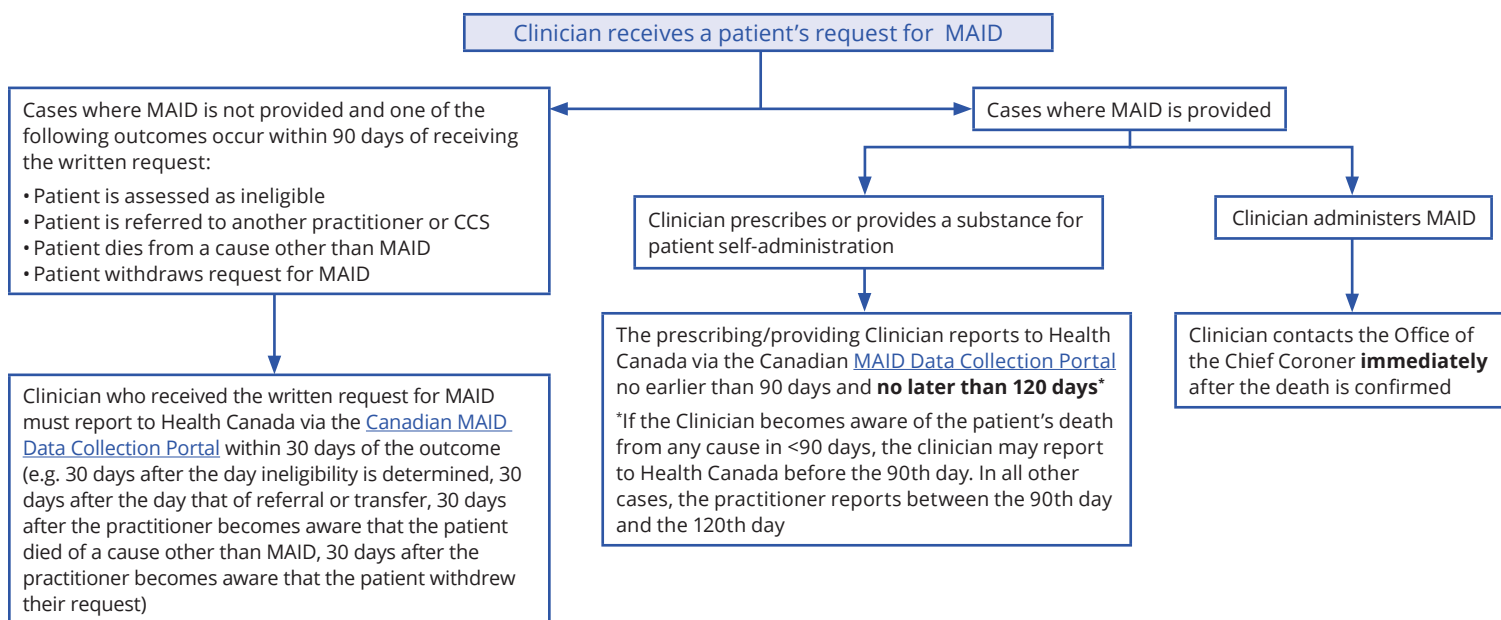 Clinician receives a patient's request for MAID
Cases where MAID is not provided and one of the
following outcomes occur within 90 days of receiving
the written request:
• Patient is assessed as ineligible
• Patient is referred to another practitioner or CCS
• Patient dies from a cause other than MAID
• Patient withdraws request for MAID
Clinician who received the written request for MAID
must report to Health Canada via the Canadian MAID
Data Collection Portal within 30 days of the outcome
(e.g. 30 days after the day ineligibility is determined, 30
days after the day that of referral or transfer, 30 days
after the practitioner becomes aware that the patient
died of a cause other than MAID, 30 days after the
practitioner becomes aware that the patient withdrew
their request)
Cases where MAID is provided
Clinician prescribes or provides a substance for
patient self-administration
The prescribing/providing Clinician reports to Health
Canada via the Canadian MAID Data Collection Portal
no earlier than 90 days and no later than 120 days*
*If the Clinician becomes aware of the patient's death
from any cause in <90 days, the clinician may report
to Health Canada before the 90th day. In all other
cases, the practitioner reports between the 90th day
and the 120th day
Clinician administers MAID
Clinician contacts the Office of
the Chief Coroner immediately
after the death is confirmed